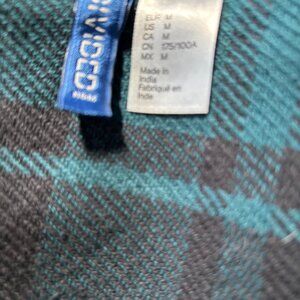 DIVIDED
H&M
EUR M
US M
CA M
CN 175/100A
MX M
Made in
India
Fabriqué en
Inde